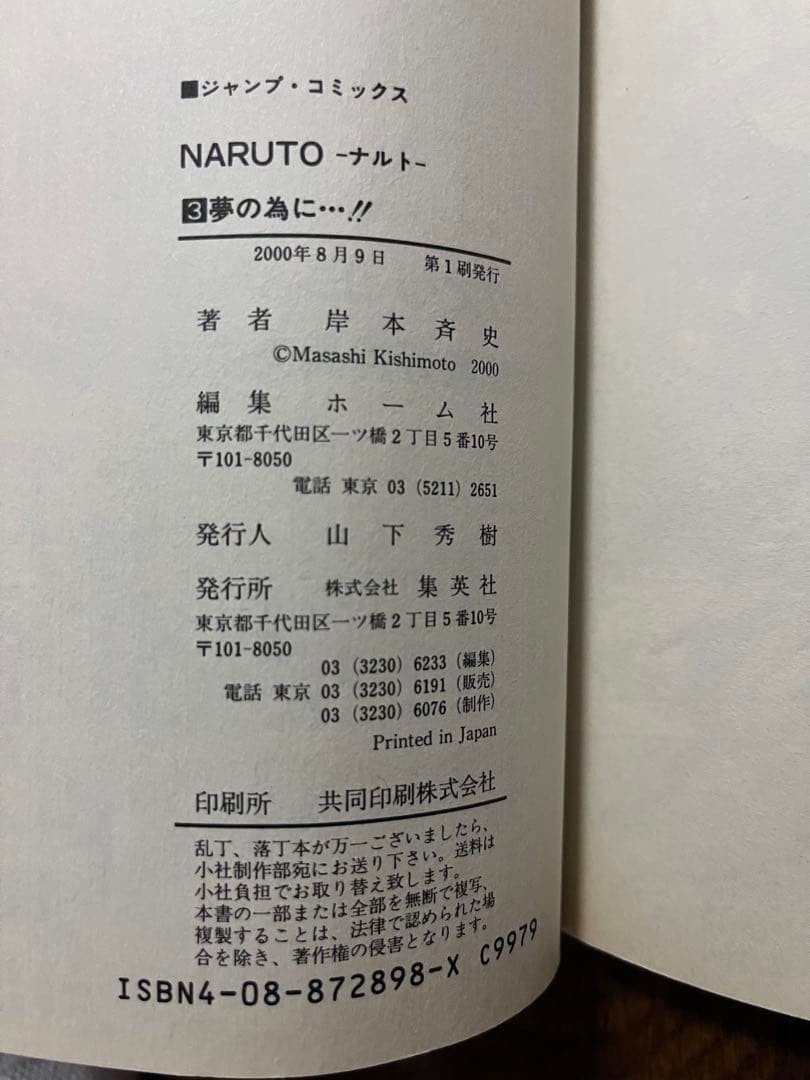 ■ジャンプ・コミックス
NARUTO -ナルト-
3夢の為に…!!
2000年8月9日 第1刷発行
著者 岸本斉史
©Masashi Kishimoto 2000
編集 ホーム社
東京都千代田区一ツ橋2丁目5番10号
〒101-8050
電話 東京 03 (5211) 2651
発行人 山下秀樹
発行所 株式会社 集英社
東京都千代田区一ツ橋2丁目5番10号
〒101-8050
03 (3230) 6233 (編集)
電話 東京 03 (3230) 6191 (販売)
03 (3230) 6076 (制作)
Printed in Japan
印刷所 共同印刷株式会社
乱丁、落丁本が万一ございましたら、
小社制作部宛にお送り下さい。送料は
小社負担でお取り替え致します。
本書の一部または全部を無断で複写、
複製することは、法律で認められた場
合を除き、著作権の侵害となります。
ISBN4-08-872898-X C9979